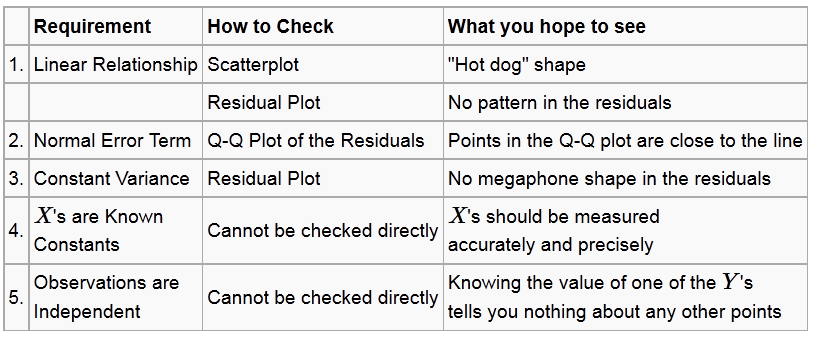 Requirement How to Check What you hope to see
1. Linear Relationship Scatterplot "Hot dog" shape
Residual Plot No pattern in the residuals
2. Normal Error Term Q-Q Plot of the Residuals Points in the Q-Q plot are close to the line
3. Constant Variance Residual Plot No megaphone shape in the residuals
4. X's are Known Constants Cannot be checked directly X's should be measured accurately and precisely
5. Observations are Independent Cannot be checked directly Knowing the value of one of the Y's tells you nothing about any other points